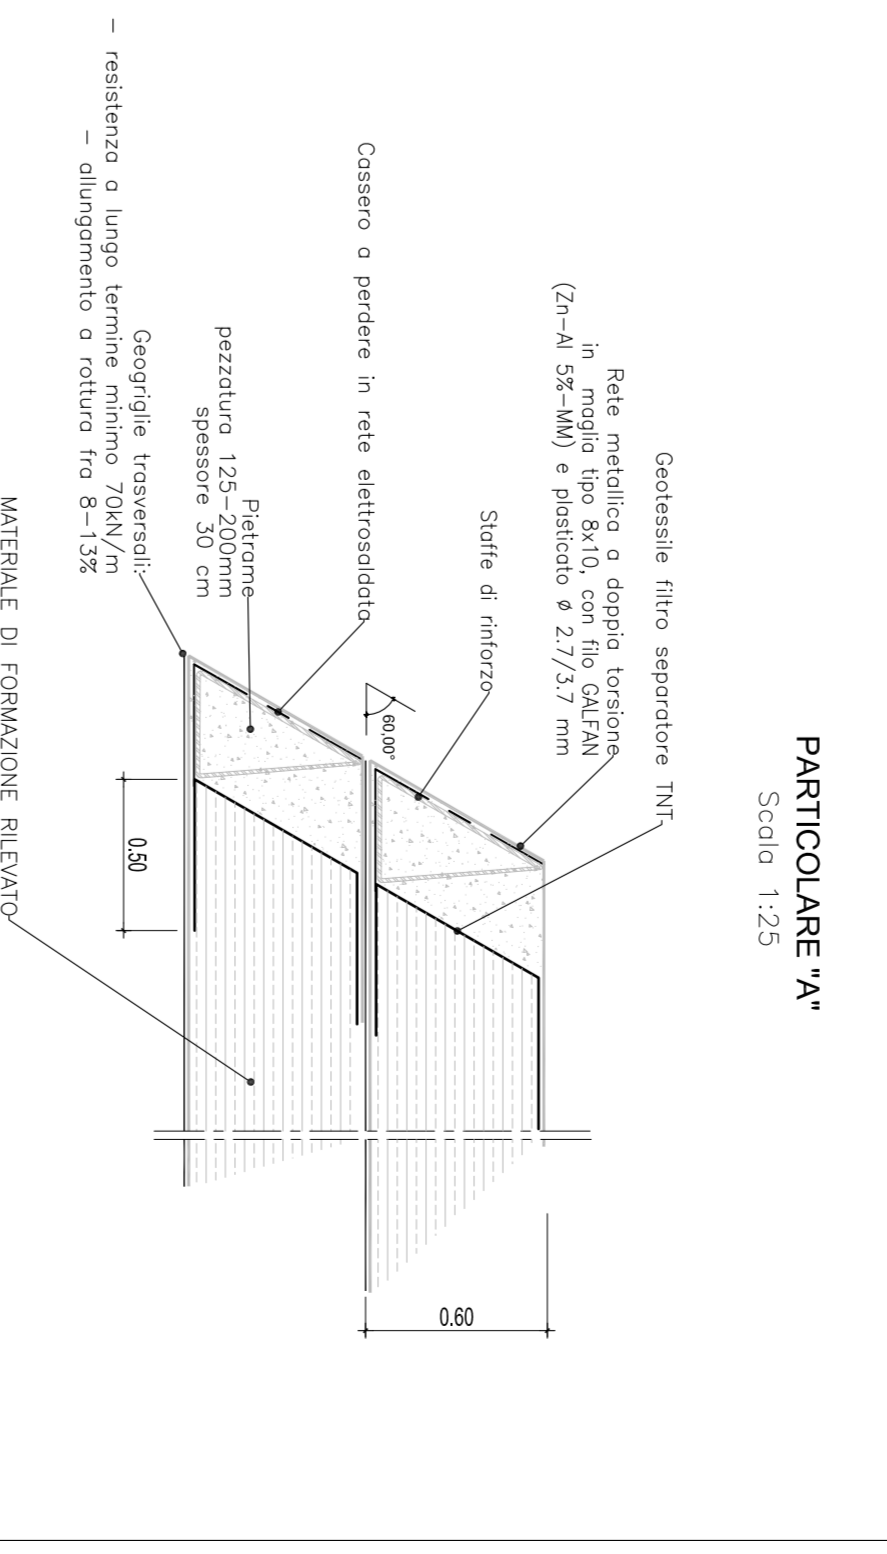 PARTICOLARE "A"
Scala 1:25
Geotessile filtro separatore TNT
Rete metallica a doppia torsione
in maglia tipo 8x10, con filo GALFAN
(Zn-Al 5%-MM) e plasticato ø 2.7/3.7 mm
Staffe di rinforzo
60,00°
Cassero a perdere in rete elettrosaldata
Pietrame
pezzatura 125-200mm
spessore 30 cm
Geogriglie trasversali:
- resistenza a lungo termine minimo 70kN/m
- allungamento a rottura fra 8-13%
MATERIALE DI FORMAZIONE RILEVATO
0.50
0.60